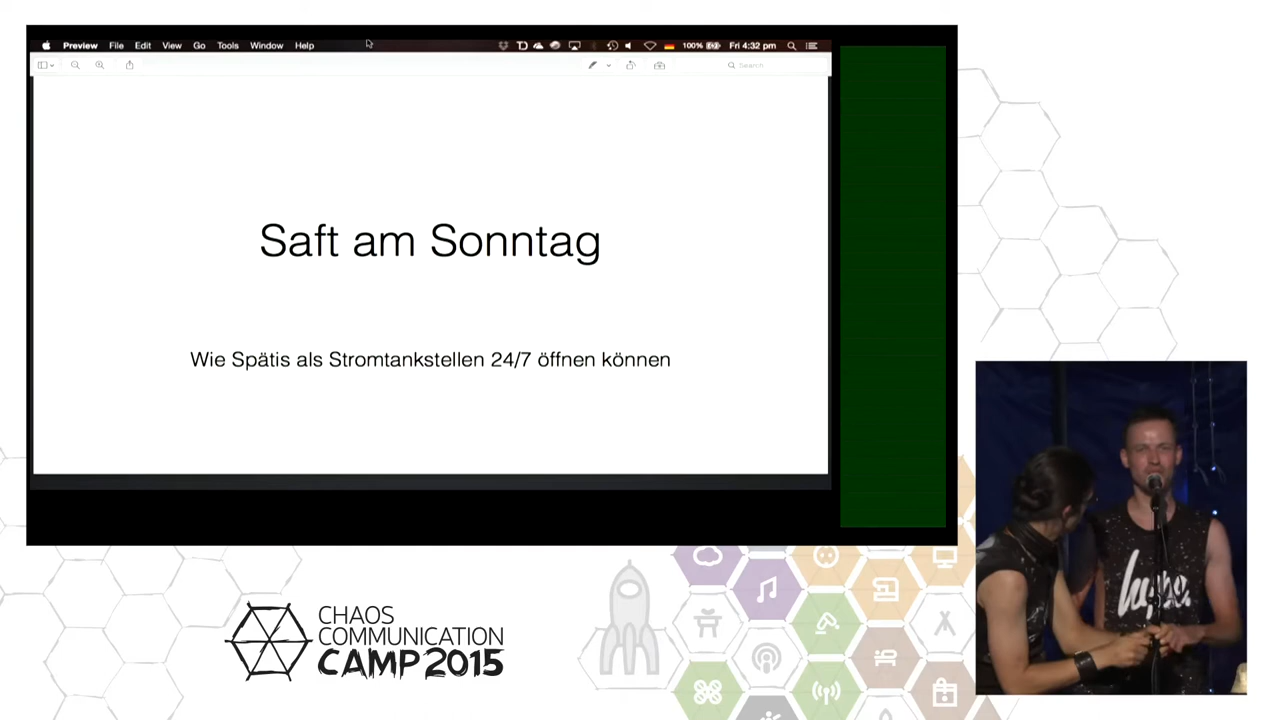 Preview File Edit View Go Tools Window Help 100% Fri 4:32 pm
Search
Saft am Sonntag
Wie Spätis als Stromtankstellen 24/7 öffnen können
CHAOS
COMMUNICATION
CAMP 2015